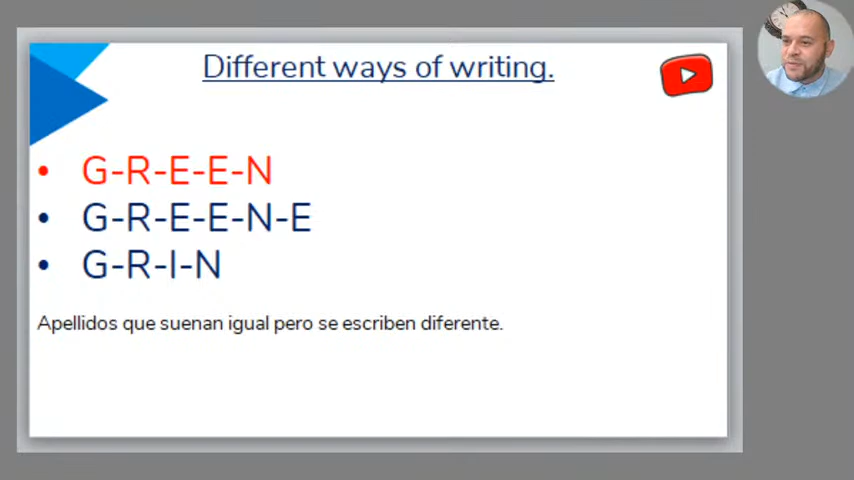 Different ways of writing.
• G-R-E-E-N
• G-R-E-E-N-E
• G-R-I-N
Apellidos que suenan igual pero se escriben diferente.